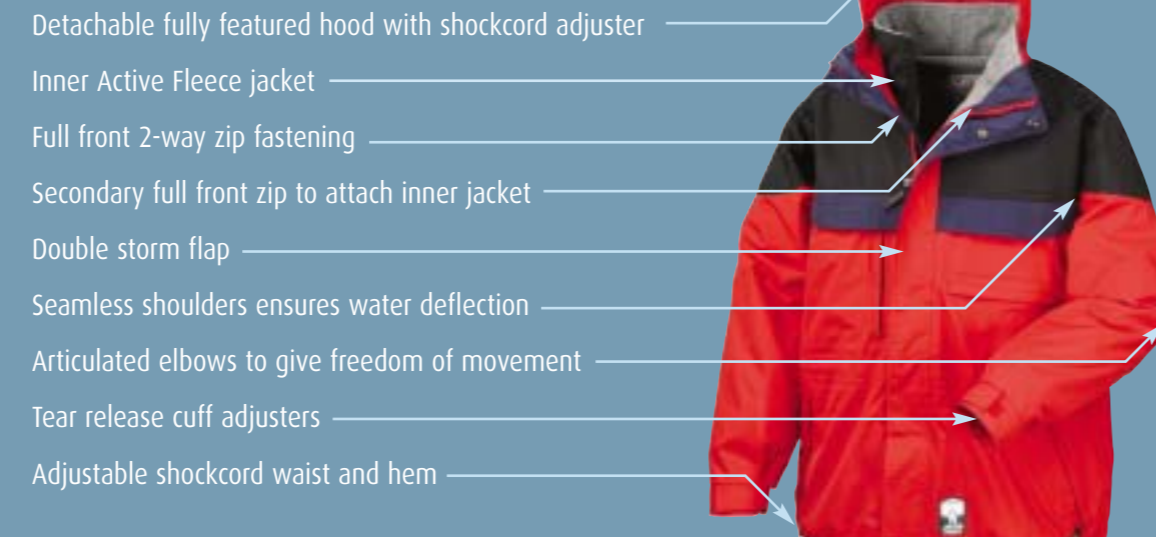 Detachable fully featured hood with shockcord adjuster
Inner Active Fleece jacket
Full front 2-way zip fastening
Secondary full front zip to attach inner jacket
Double storm flap
Seamless shoulders ensures water deflection
Articulated elbows to give freedom of movement
Tear release cuff adjusters
Adjustable shockcord waist and hem